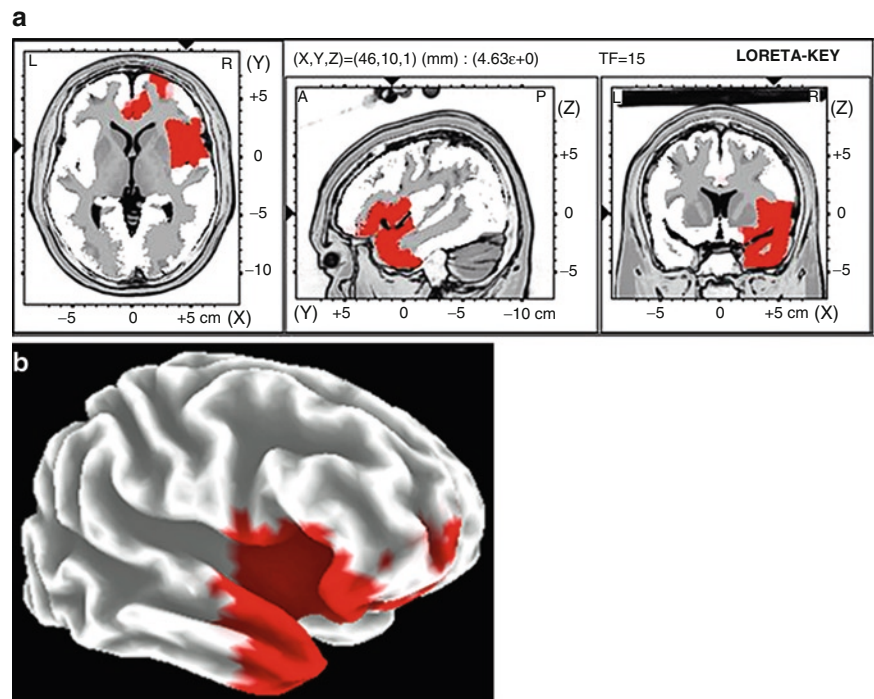 a
(X,Y,Z)=(46,10,1) (mm) : (4.63ε+0) TF=15 LORETA-KEY
L R (Y)
+5
0
−5
−10
−5 0 +5 cm (X)
A P (Z)
+5
0
−5
(Y) +5 0 −5 −10 cm
L R (Z)
+5
0
−5
−5 0 +5 cm (X)
b